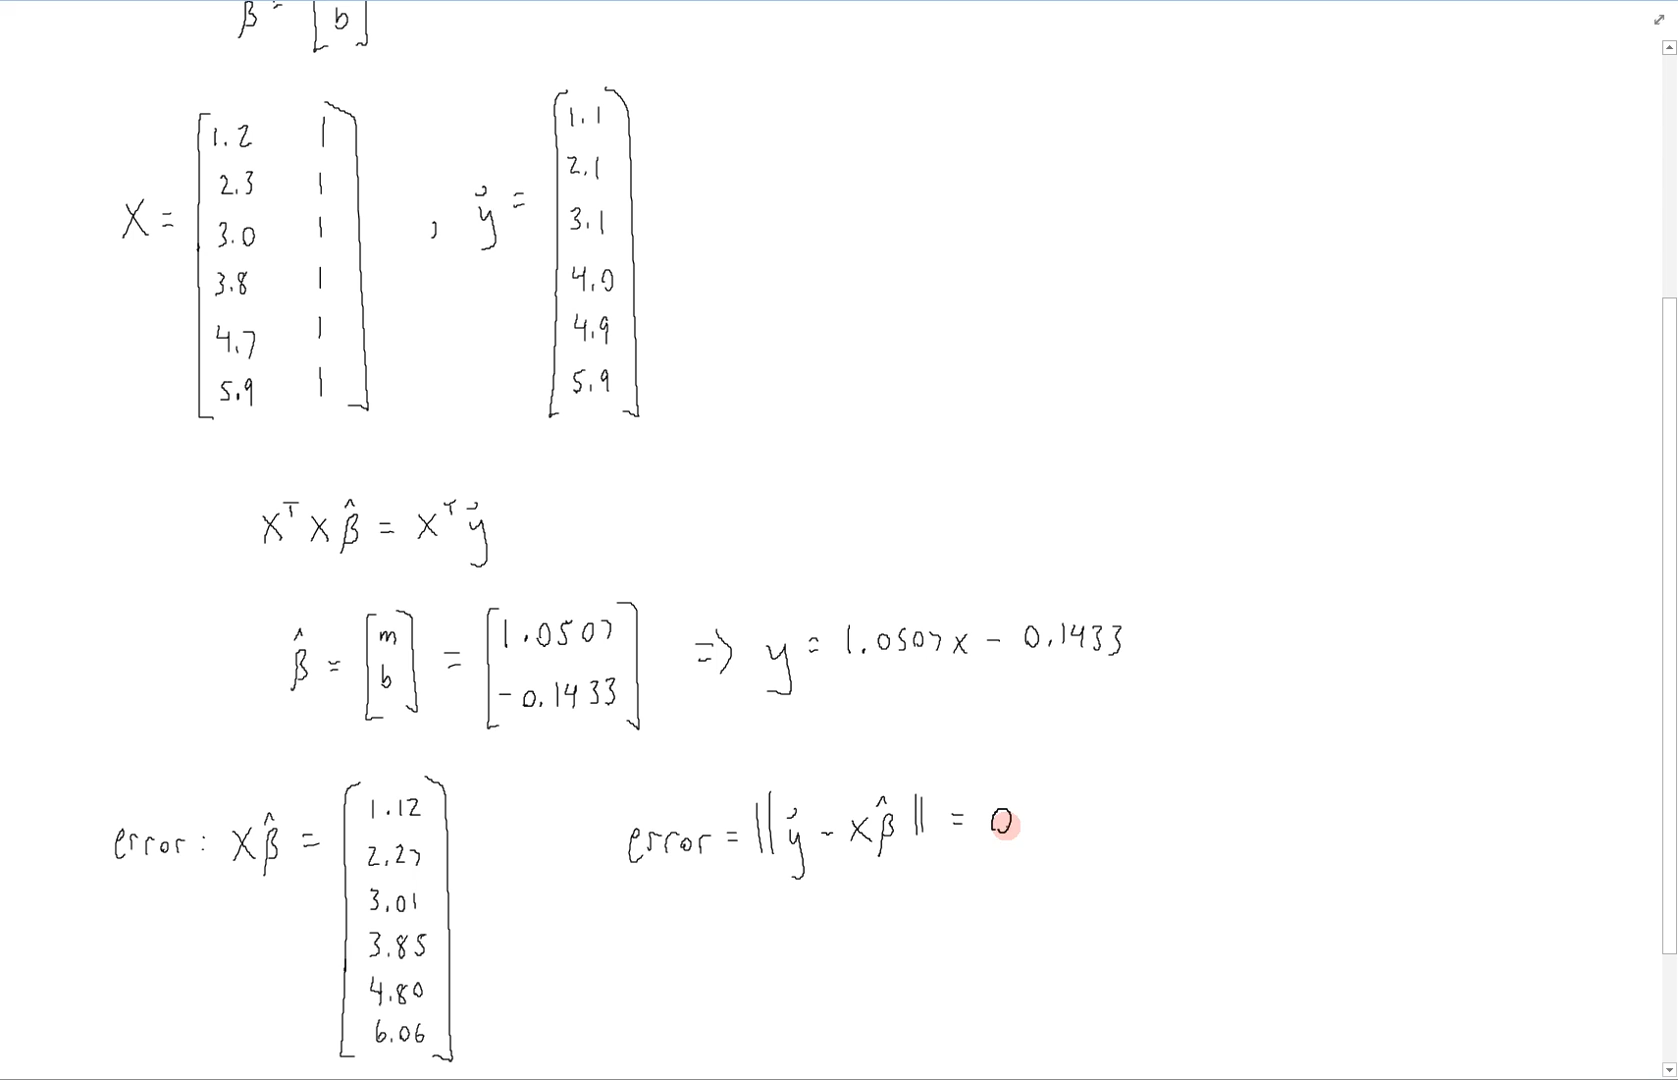 β = [ b ]
X = [ 1.2 1
2.3 1
3.0 1
3.8 1
4.7 1
5.9 1 ] , y⃗ = [ 1.1
2.1
3.1
4.0
4.9
5.9 ]
XᵀXβ̂ = Xᵀy⃗
β̂ = [ m
b ] = [ 1.0507
-0.1433 ] => y = 1.0507x - 0.1433
error: Xβ̂ = [ 1.12
2.27
3.01
3.85
4.80
6.06 ]
error = ||y⃗ - Xβ̂|| = 0